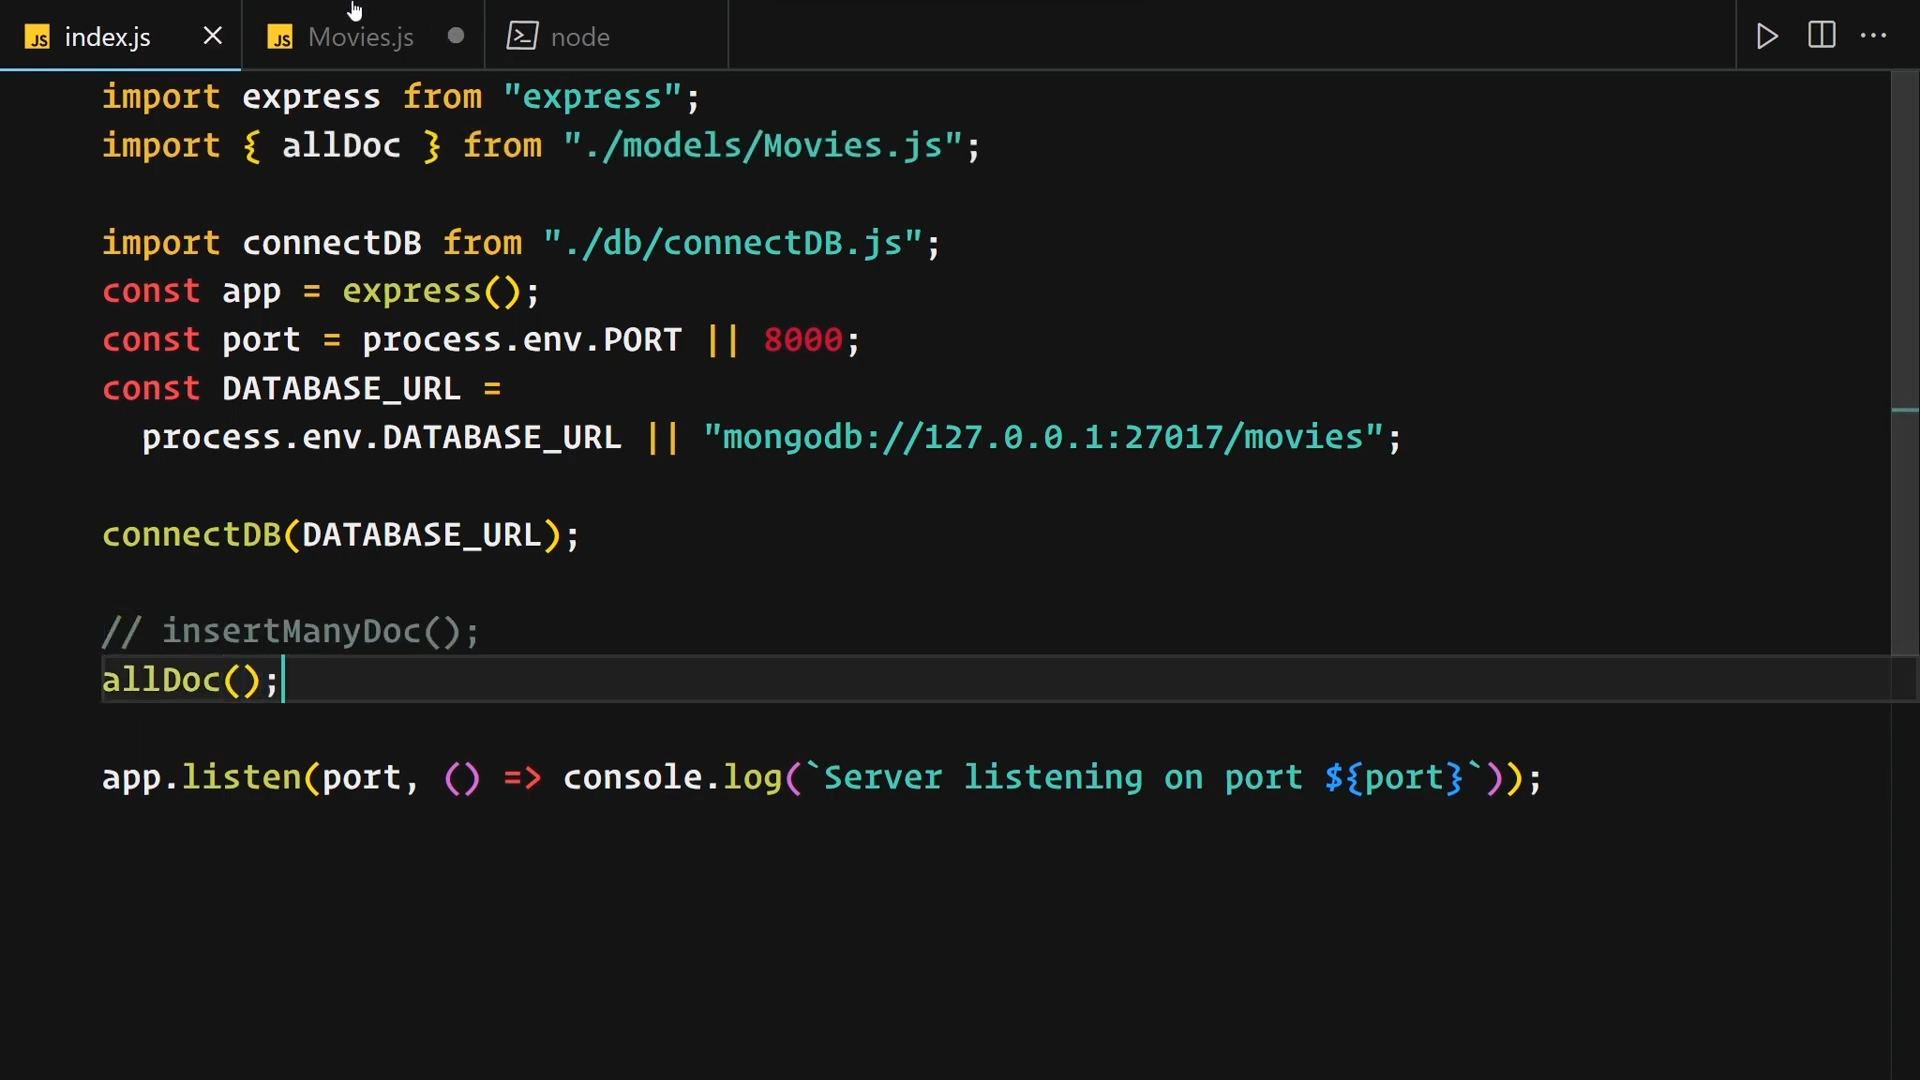 JS index.js
JS Movies.js
node
import express from "express";
import { allDoc } from "./models/Movies.js";
import connectDB from "./db/connectDB.js";
const app = express();
const port = process.env.PORT || 8000;
const DATABASE_URL =
process.env.DATABASE_URL || "mongodb://127.0.0.1:27017/movies";
connectDB(DATABASE_URL);
// insertManyDoc();
allDoc();
app.listen(port, () => console.log(`Server listening on port ${port}`));